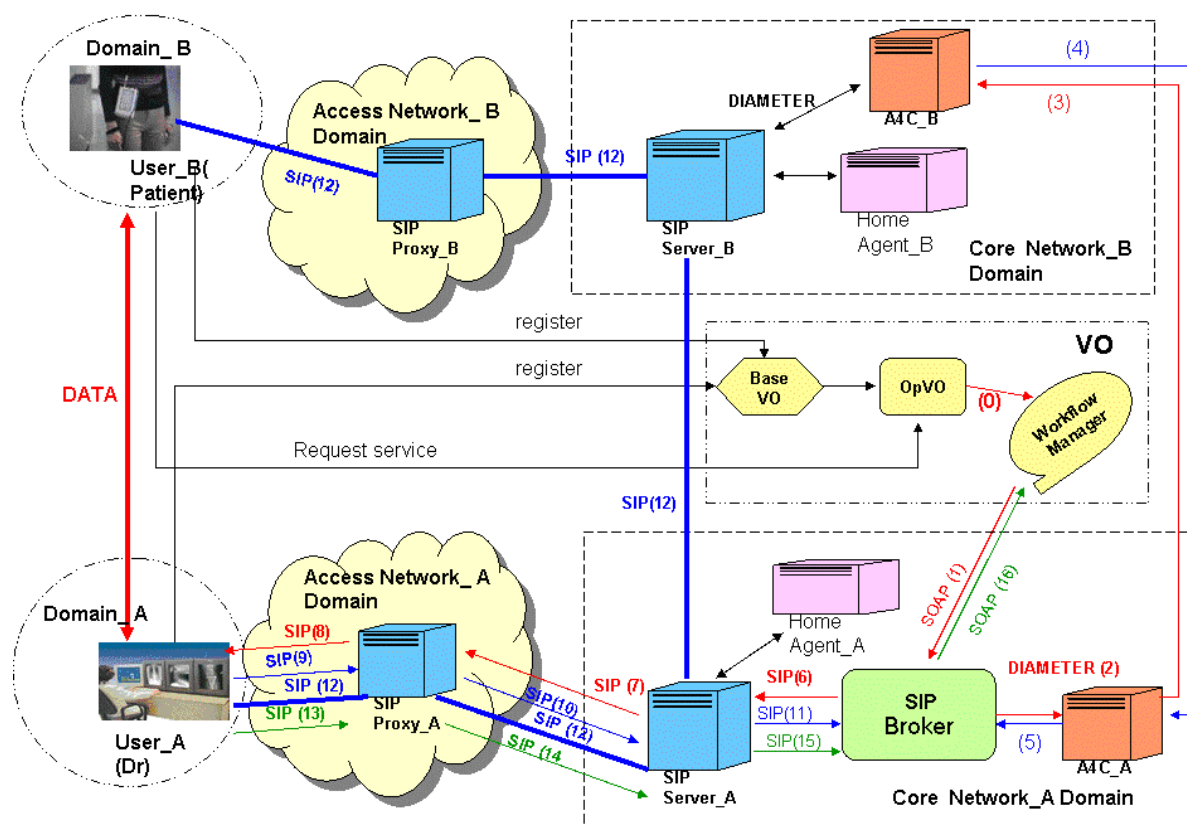 Domain_ B
User_B(
Patient)
Access Network_ B
Domain
SIP(12)
SIP
Proxy_B
SIP (12)
DIAMETER
SIP
Server_B
A4C_B
(4)
(3)
Home
Agent_B
Core Network_B
Domain
register
register
Request service
DATA
VO
Base
VO
OpVO
(0)
Workflow
Manager
SIP(12)
SOAP (1)
SOAP (16)
Domain_A
User_A
(Dr)
Access Network_ A
Domain
SIP(8)
SIP(9)
SIP (12)
SIP (13)
SIP
Proxy_A
SIP (7)
SIP(10)
SIP (12)
SIP (14
Home
Agent_A
SIP
Server_A
SIP(6)
SIP(11)
SIP(15)
SIP
Broker
DIAMETER (2)
(5)
A4C_A
Core Network_A Domain